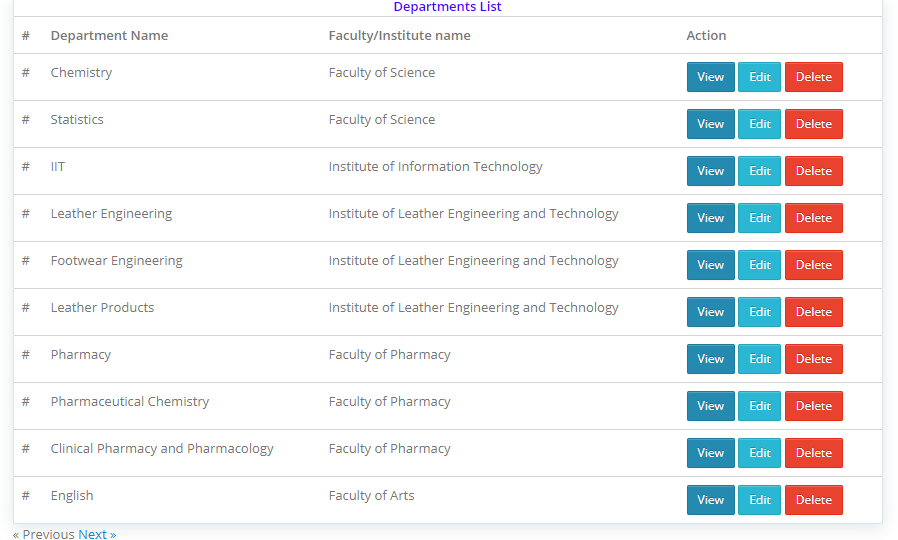 Departments List
# Department Name Faculty/Institute name Action
# Chemistry Faculty of Science View Edit Delete
# Statistics Faculty of Science View Edit Delete
# IIT Institute of Information Technology View Edit Delete
# Leather Engineering Institute of Leather Engineering and Technology View Edit Delete
# Footwear Engineering Institute of Leather Engineering and Technology View Edit Delete
# Leather Products Institute of Leather Engineering and Technology View Edit Delete
# Pharmacy Faculty of Pharmacy View Edit Delete
# Pharmaceutical Chemistry Faculty of Pharmacy View Edit Delete
# Clinical Pharmacy and Pharmacology Faculty of Pharmacy View Edit Delete
# English Faculty of Arts View Edit Delete
« Previous Next »